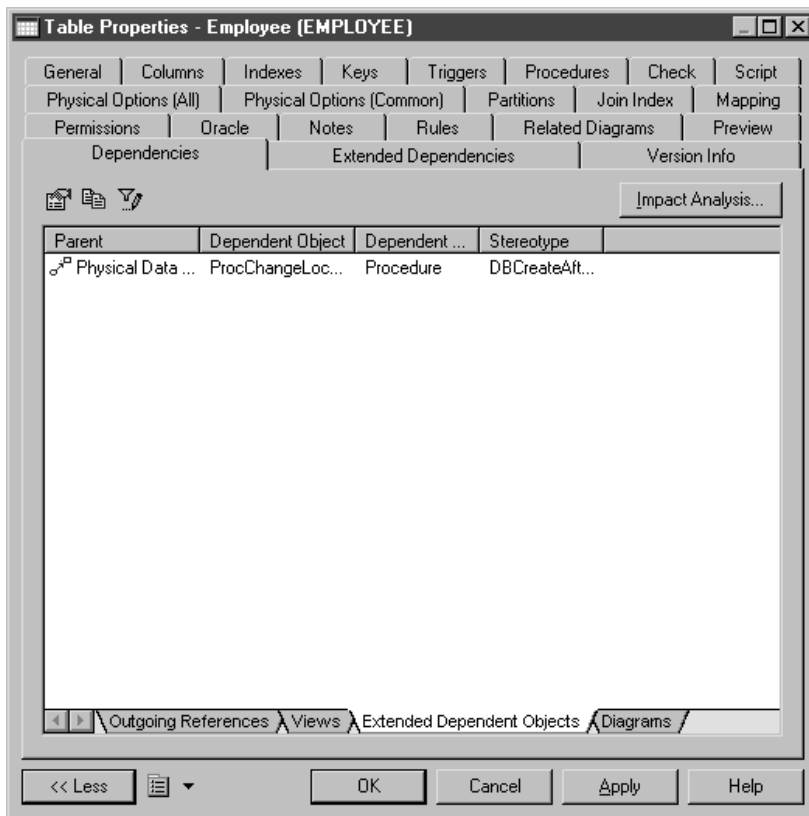 Table Properties - Employee (EMPLOYEE)
General Columns Indexes Keys Triggers Procedures Check Script
Physical Options (All) Physical Options (Common) Partitions Join Index Mapping
Permissions Oracle Notes Rules Related Diagrams Preview
Dependencies Extended Dependencies Version Info
Impact Analysis...
Parent Dependent Object Dependent ... Stereotype
Physical Data ... ProcChangeLoc... Procedure DBCreateAft...
Outgoing References Views Extended Dependent Objects Diagrams
<< Less OK Cancel Apply Help